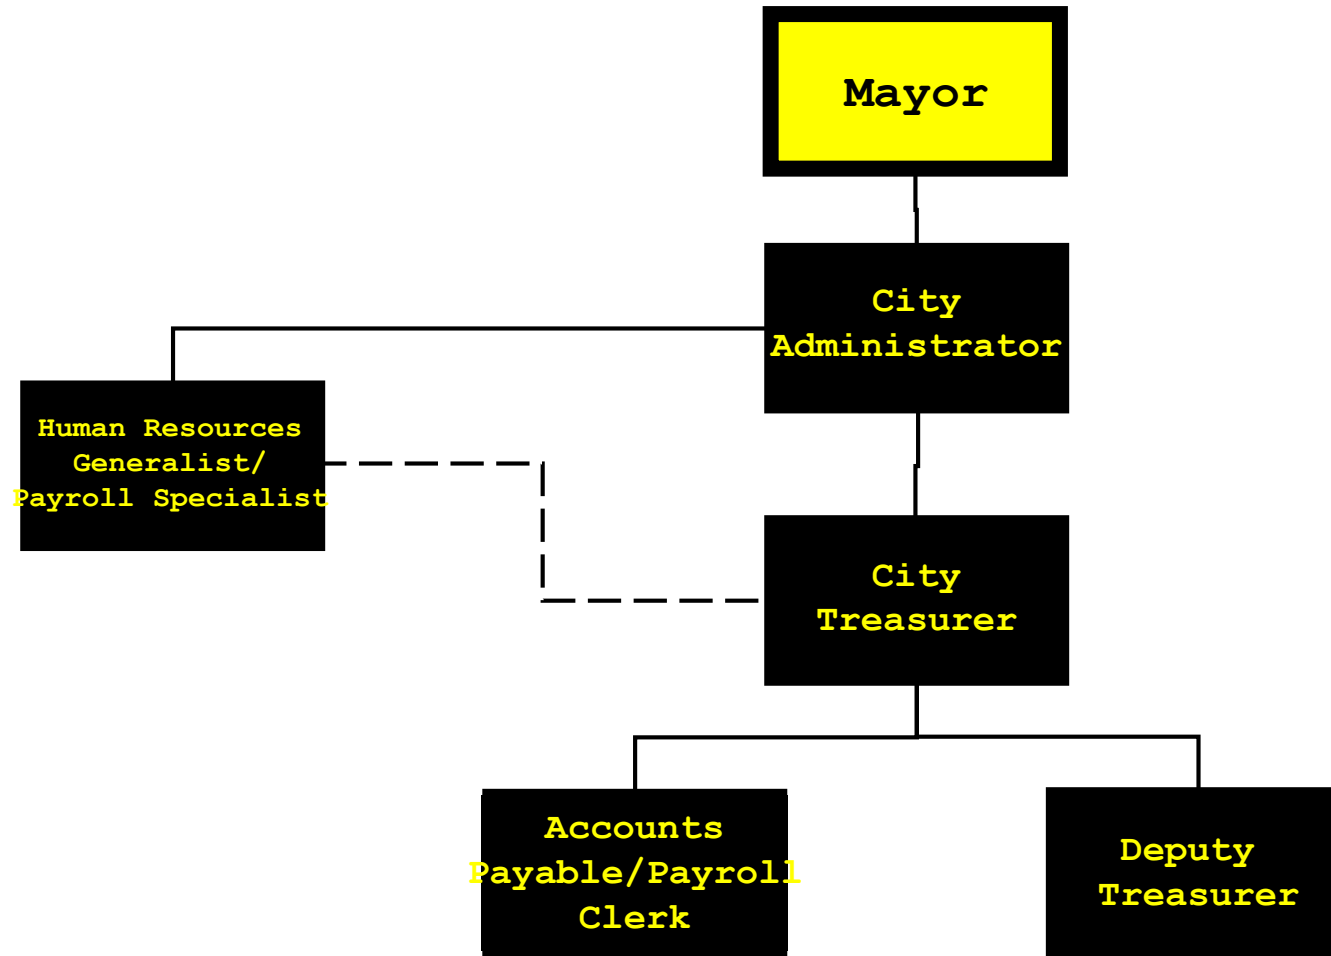 Mayor
City
Administrator
Human Resources
Generalist/
Payroll Specialist
City
Treasurer
Accounts
Payable/Payroll
Clerk
Deputy
Treasurer